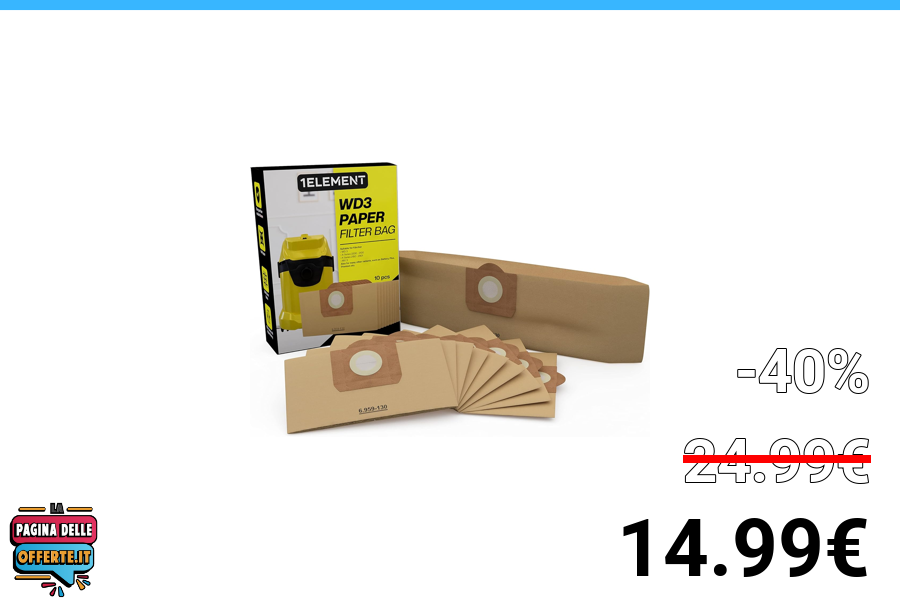 1ELEMENT
WD3
PAPER
FILTER BAG
10 pcs
6.959-130
-40%
24.99€
14.99€
LA
PAGINA DELLE
OFFERTE.IT